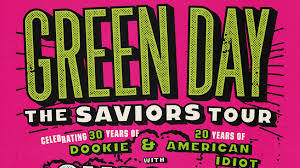 GREEN DAY
THE SAVIORS TOUR
CELEBRATING 30 YEARS OF DOOKIE & 20 YEARS OF AMERICAN IDIOT
WITH